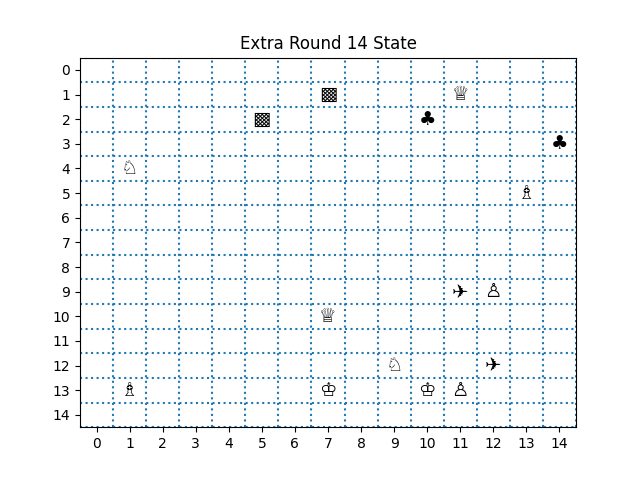 Extra Round 14 State
0
1 ▩ ♕
2 ▩ ♣
3 ♣
4 ♘
5 ♗
6
7
8
9 ✈ ♙
10 ♕
11
12 ♘ ✈
13 ♗ ♔ ♔ ♙
14
0 1 2 3 4 5 6 7 8 9 10 11 12 13 14